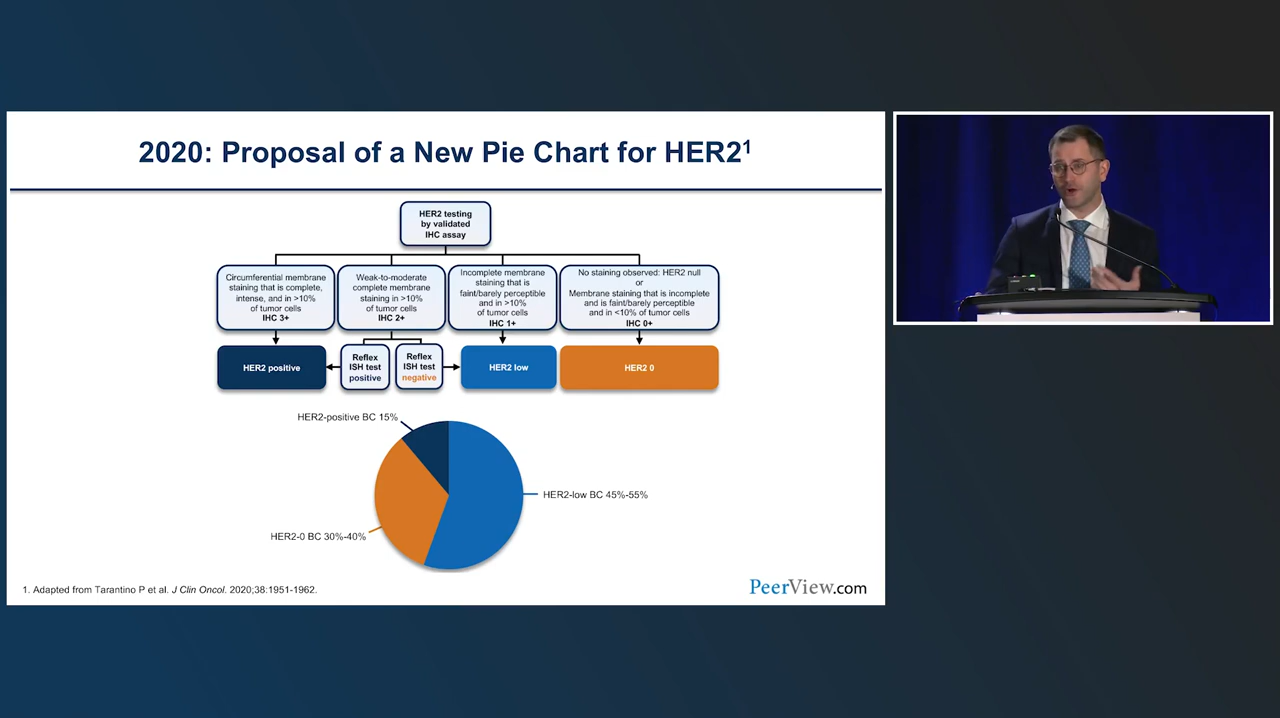 2020: Proposal of a New Pie Chart for HER2¹
HER2 testing
by validated
IHC assay
Circumferential membrane
staining that is complete,
intense, and in >10%
of tumor cells
IHC 3+
Weak-to-moderate
complete membrane
staining in >10%
of tumor cells
IHC 2+
Incomplete membrane
staining that is
faint/barely perceptible
and in >10%
of tumor cells
IHC 1+
No staining observed: HER2 null
or
Membrane staining that is incomplete
and is faint/barely perceptible
and in <10% of tumor cells
IHC 0+
HER2 positive
Reflex
ISH test
positive
Reflex
ISH test
negative
HER2 low
HER2 0
HER2-positive BC 15%
HER2-low BC 45%-55%
HER2-0 BC 30%-40%
1. Adapted from Tarantino P et al. J Clin Oncol. 2020;38:1951-1962.
PeerView.com